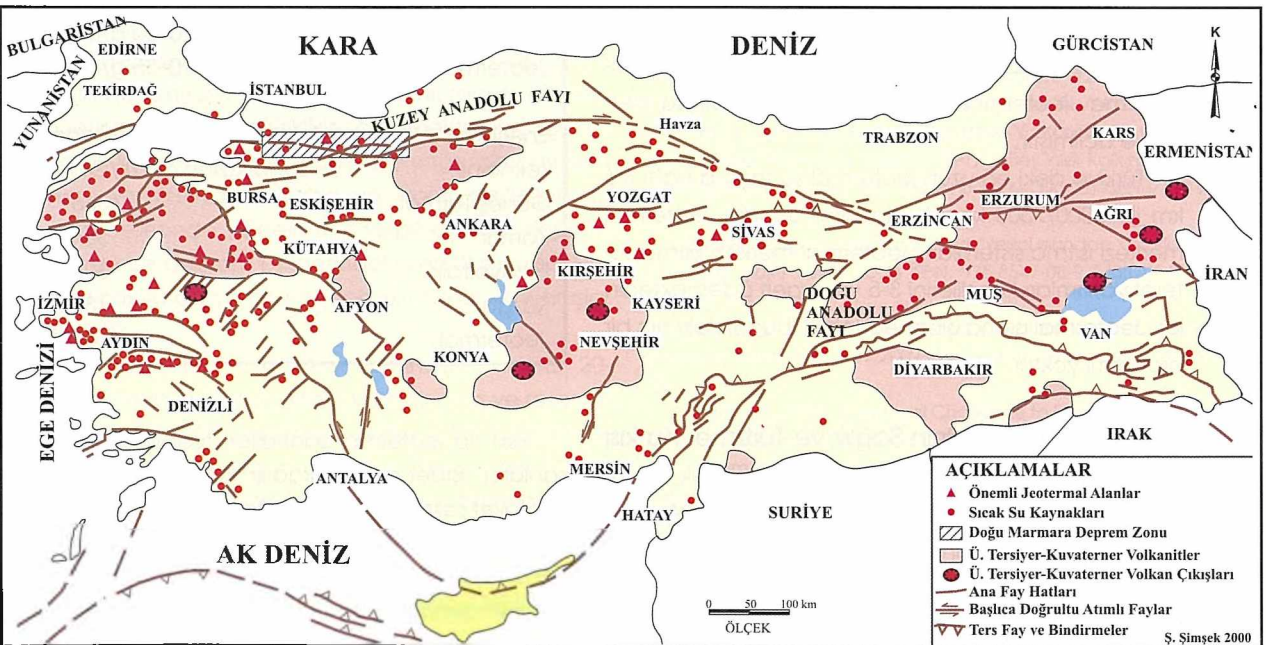 BULGARİSTAN
YUNANİSTAN
EDİRNE
TEKİRDAĞ
KARA
DENİZ
GÜRCİSTAN
K
İSTANBUL
KUZEY ANADOLU FAYI
Havza
TRABZON
KARS
ERMENİSTAN
BURSA
ESKİŞEHİR
ANKARA
YOZGAT
SİVAS
ERZİNCAN
ERZURUM
AĞRI
KÜTAHYA
KIRŞEHİR
İRAN
İZMİR
AFYON
KAYSERİ
DOĞU
ANADOLU
FAYI
MUŞ
AYDIN
KONYA
NEVŞEHİR
VAN
DİYARBAKIR
EGE DENİZİ
DENİZLİ
IRAK
ANTALYA
MERSİN
HATAY
SURİYE
AK DENİZ
0 50 100 km
ÖLÇEK
AÇIKLAMALAR
Önemli Jeotermal Alanlar
Sıcak Su Kaynakları
Doğu Marmara Deprem Zonu
Ü. Tersiyer-Kuvaterner Volkanitler
Ü. Tersiyer-Kuvaterner Volkan Çıkışları
Ana Fay Hatları
Başlıca Doğrultu Atımlı Faylar
Ters Fay ve Bindirmeler
Ş. Şimşek 2000